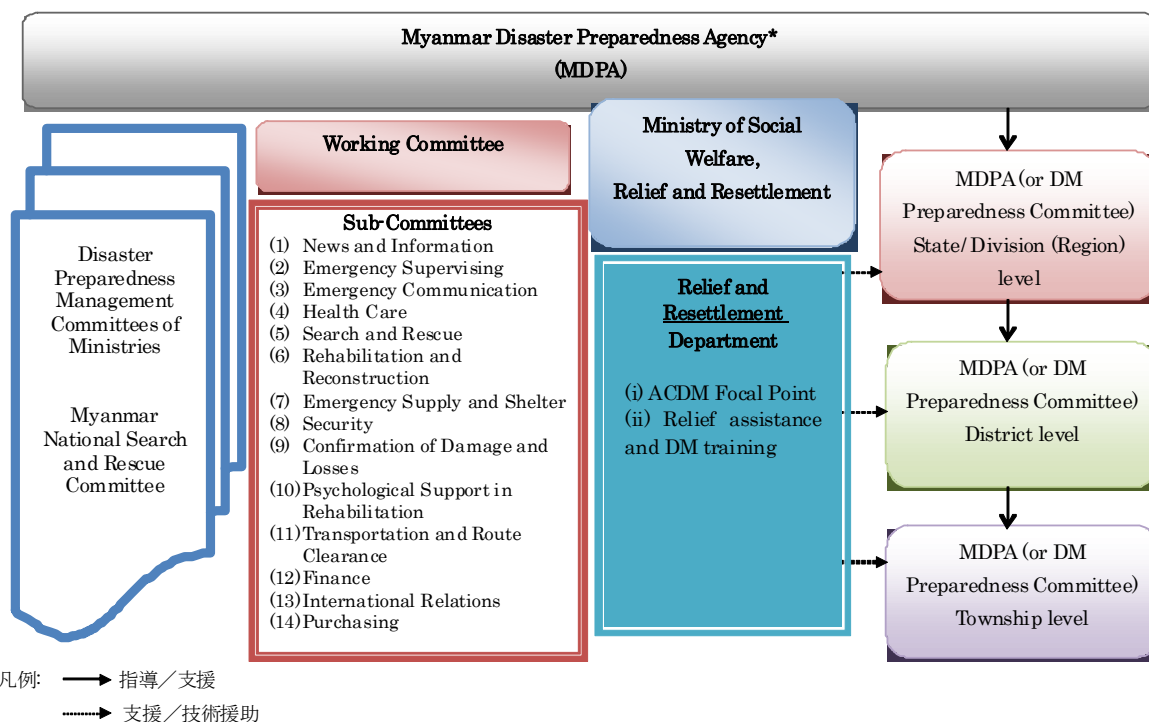 Myanmar Disaster Preparedness Agency*
(MDPA)
Disaster
Preparedness
Management
Committees of
Ministries
Myanmar
National Search
and Rescue
Committee
Working Committee
Sub-Committees
(1) News and Information
(2) Emergency Supervising
(3) Emergency Communication
(4) Health Care
(5) Search and Rescue
(6) Rehabilitation and
Reconstruction
(7) Emergency Supply and Shelter
(8) Security
(9) Confirmation of Damage and
Losses
(10) Psychological Support in
Rehabilitation
(11) Transportation and Route
Clearance
(12) Finance
(13) International Relations
(14) Purchasing
Ministry of Social
Welfare,
Relief and Resettlement
Relief and
Resettlement
Department
(i) ACDM Focal Point
(ii) Relief assistance
and DM training
MDPA (or DM
Preparedness Committee)
State/ Division (Region)
level
MDPA (or DM
Preparedness Committee)
District level
MDPA (or DM
Preparedness Committee)
Township level
凡例:
指導／支援
支援／技術援助